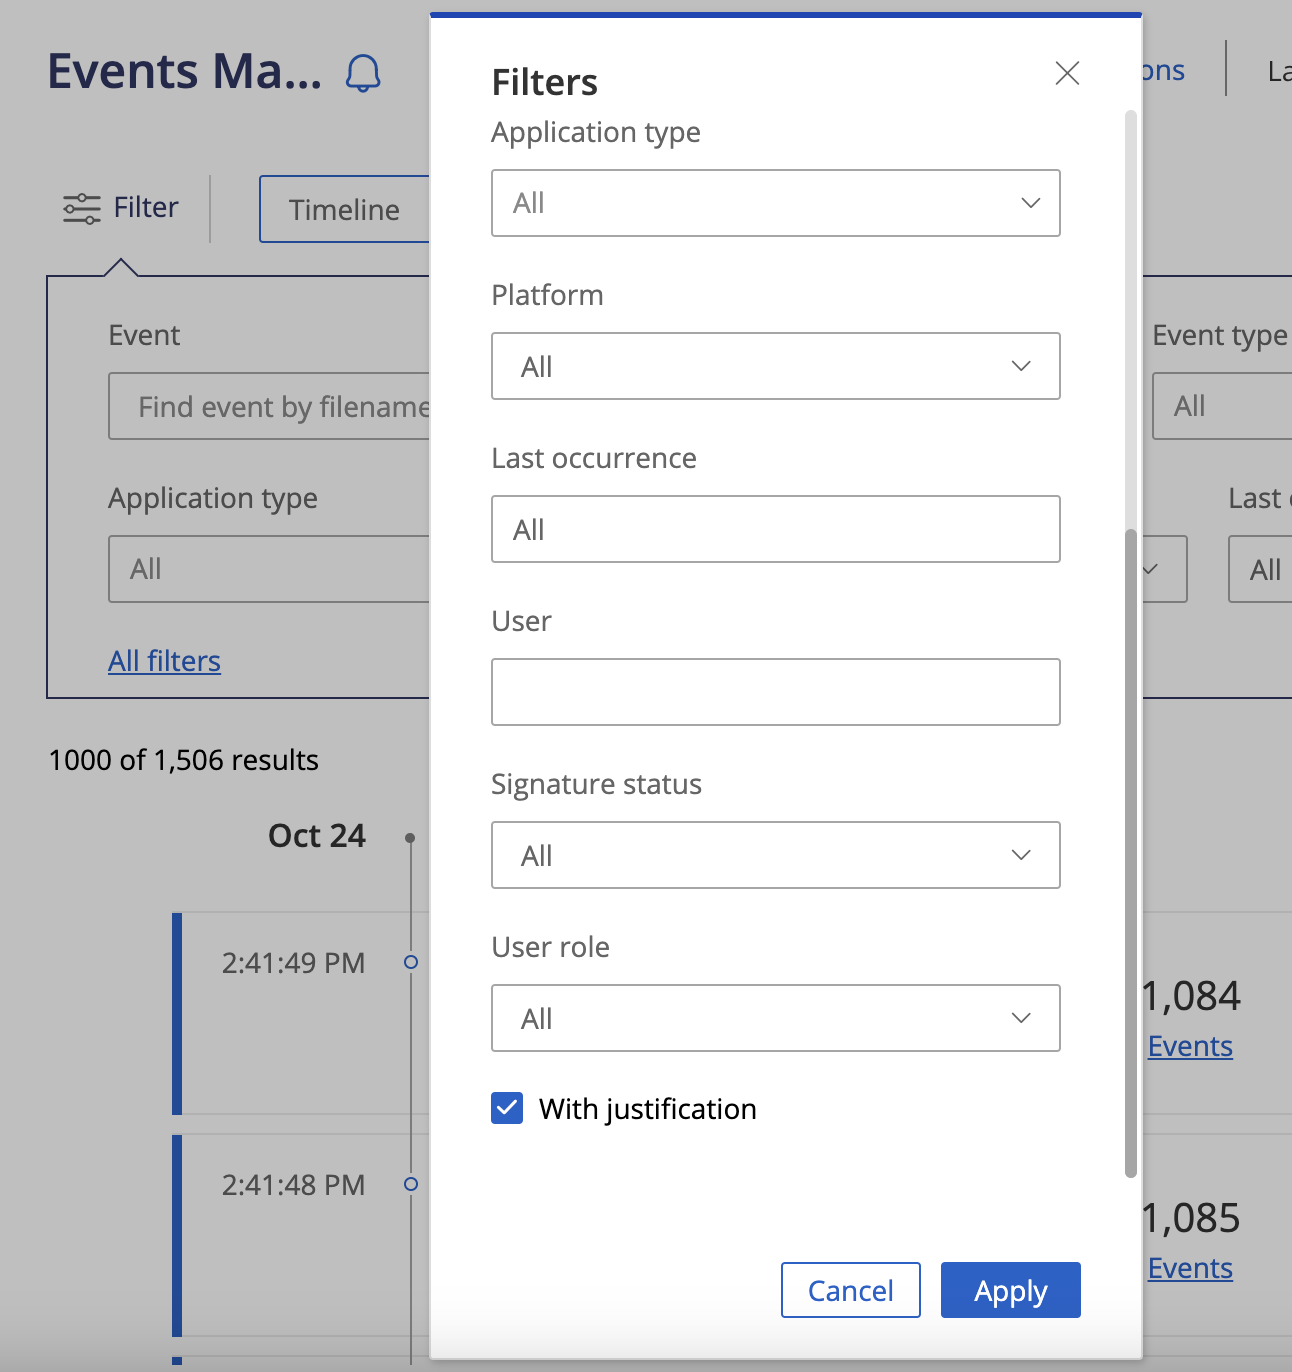 Events Ma...
Filter
Timeline
Event
Find event by filename
Application type
All
All filters
1000 of 1,506 results
Oct 24
2:41:49 PM
2:41:48 PM
Filters
Application type
All
Platform
All
Last occurrence
All
User
Signature status
All
User role
All
With justification
Cancel
Apply
Event type
All
Last
All
1,084
Events
1,085
Events